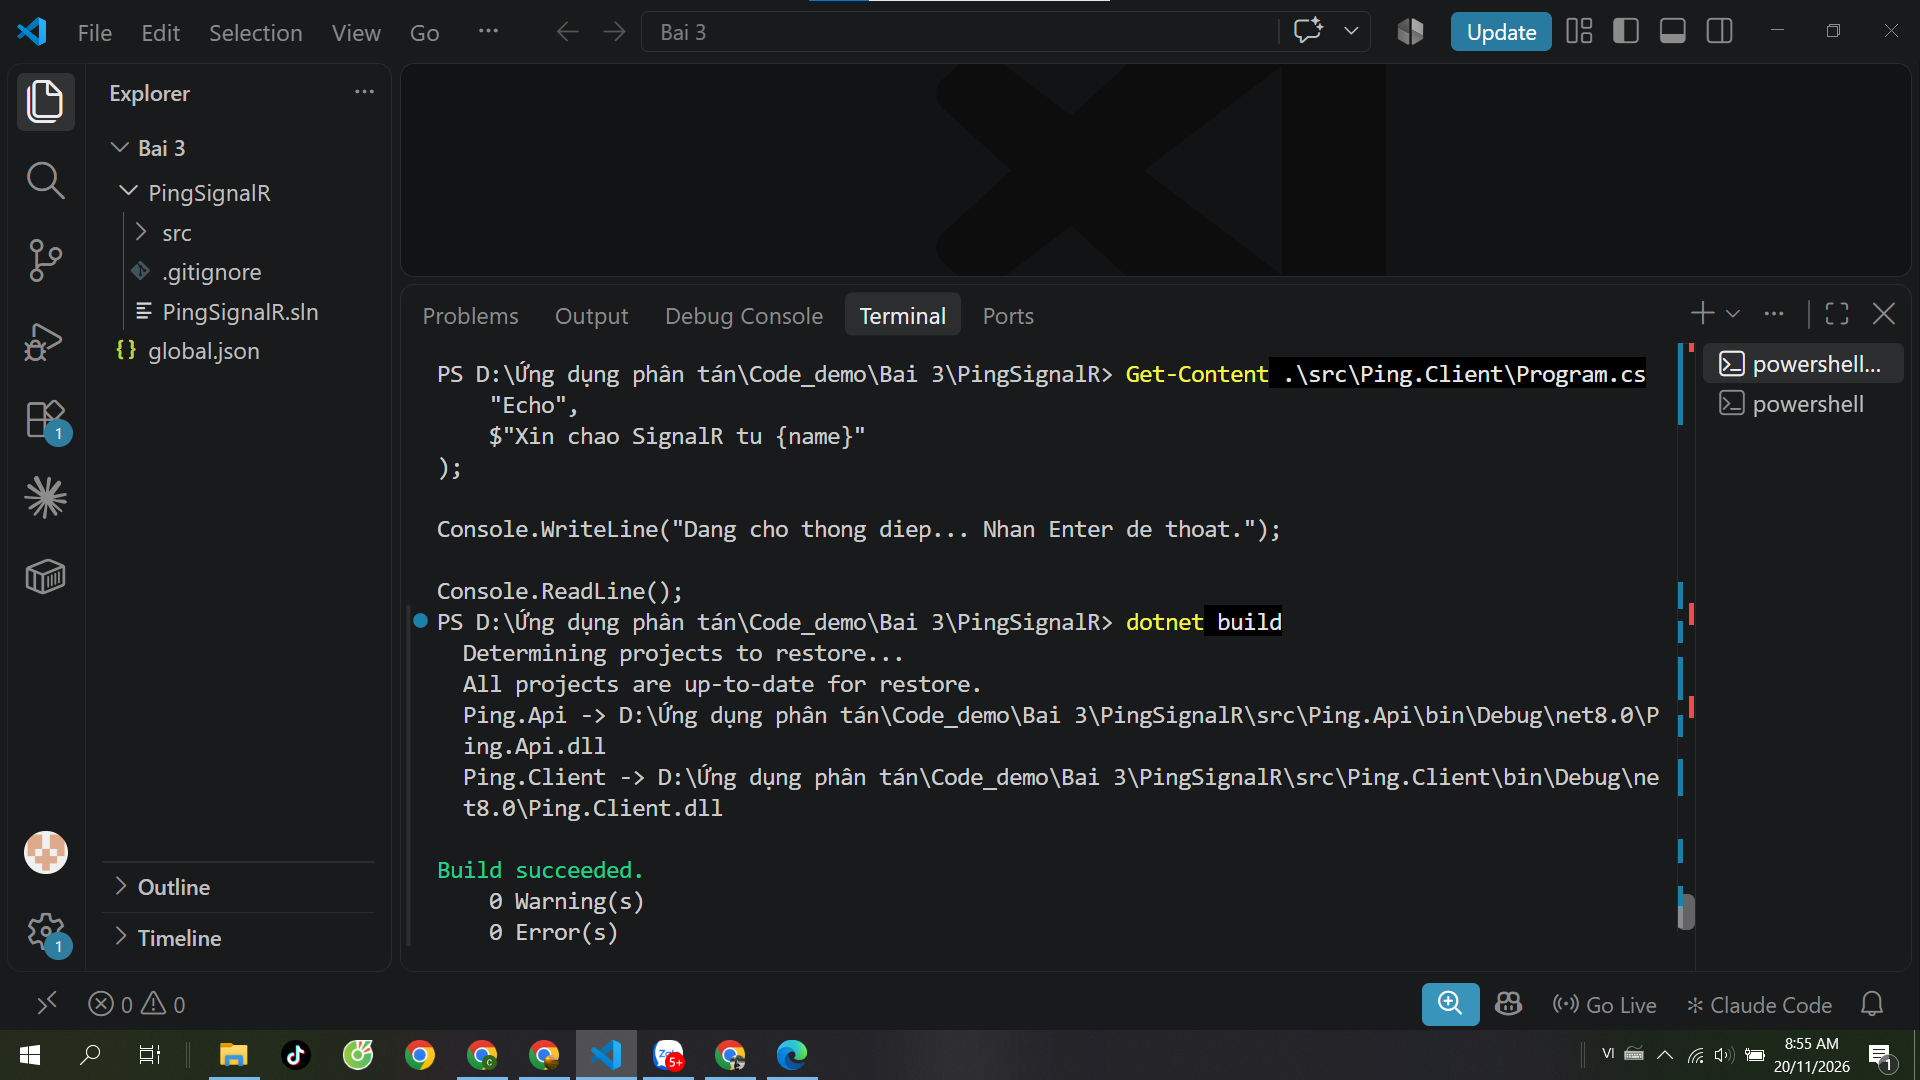 File Edit Selection View Go ... Bai 3 Update
Explorer ...
Bai 3
PingSignalR
src
.gitignore
PingSignalR.sln
{} global.json
1
Outline
Timeline
1
Problems Output Debug Console Terminal Ports ...
powershell...
powershell
PS D:\Ứng dụng phân tán\Code_demo\Bai 3\PingSignalR> Get-Content .\src\Ping.Client\Program.cs
"Echo",
$"Xin chao SignalR tu {name}"
);
Console.WriteLine("Dang cho thong diep... Nhan Enter de thoat.");
Console.ReadLine();
PS D:\Ứng dụng phân tán\Code_demo\Bai 3\PingSignalR> dotnet build
Determining projects to restore...
All projects are up-to-date for restore.
Ping.Api -> D:\Ứng dụng phân tán\Code_demo\Bai 3\PingSignalR\src\Ping.Api\bin\Debug\net8.0\P
ing.Api.dll
Ping.Client -> D:\Ứng dụng phân tán\Code_demo\Bai 3\PingSignalR\src\Ping.Client\bin\Debug\ne
t8.0\Ping.Client.dll
Build succeeded.
0 Warning(s)
0 Error(s)
0 0 Go Live Claude Code
5+ VI 8:55 AM
20/11/2026 1